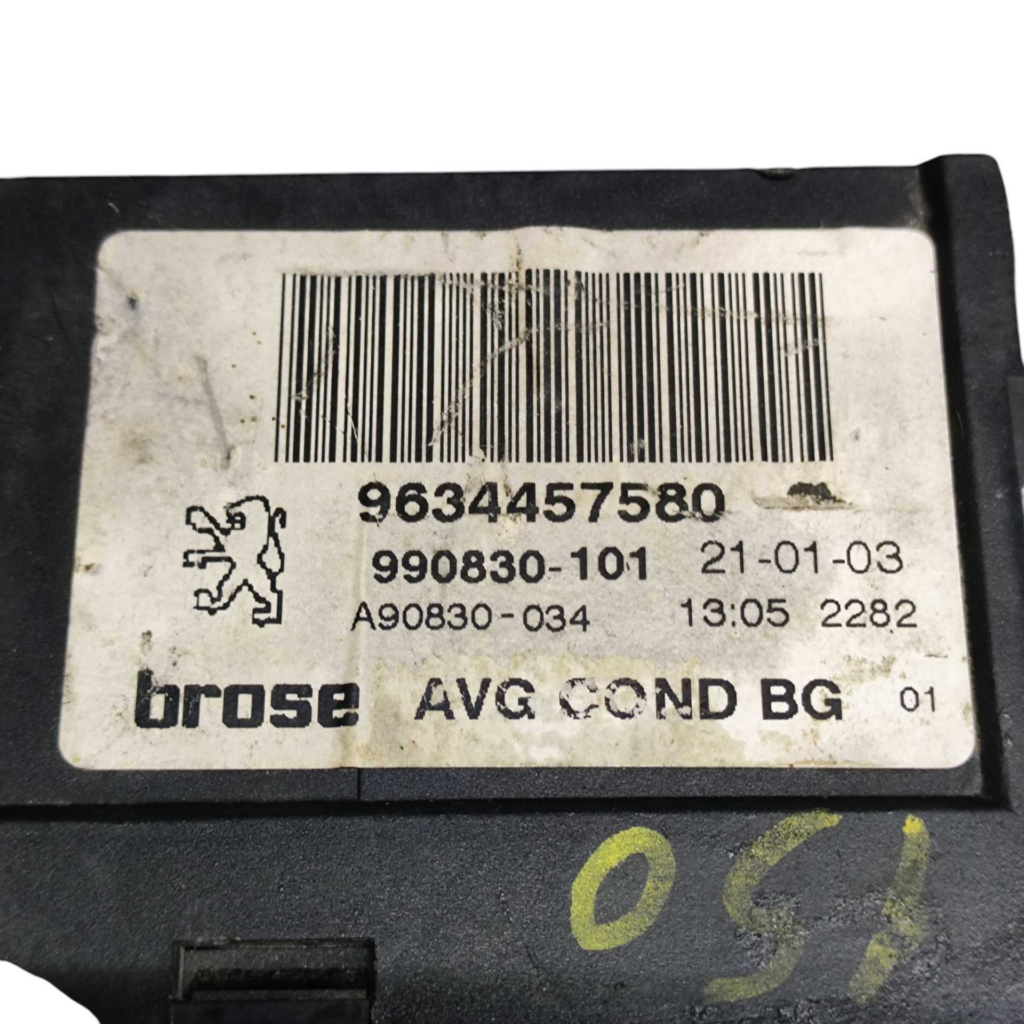 9634457580
990830-101 21-01-03
A90830-034 13:05 2282
brose AVG COND BG 01
150